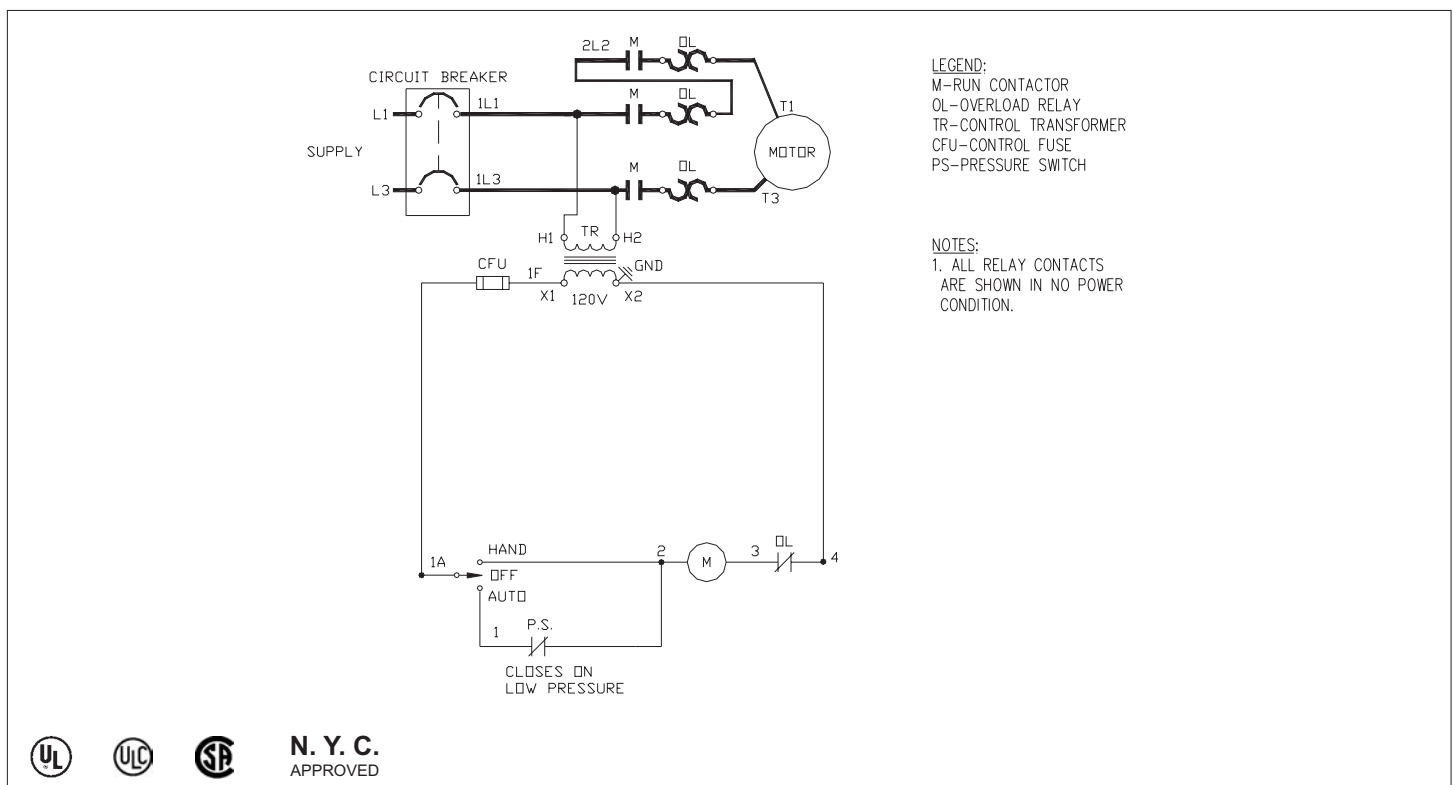 2L2
M
OL
LEGEND:
M-RUN CONTACTOR
OL-OVERLOAD RELAY
TR-CONTROL TRANSFORMER
CFU-CONTROL FUSE
PS-PRESSURE SWITCH
CIRCUIT BREAKER
L1
1L1
M
OL
T1
SUPPLY
MOTOR
L3
1L3
M
OL
T3
H1
TR
H2
NOTES:
1. ALL RELAY CONTACTS
ARE SHOWN IN NO POWER
CONDITION.
CFU
1F
GND
X1
120V
X2
1A
HAND
OFF
AUTO
2
M
3
OL
4
1
P.S.
CLOSES ON
LOW PRESSURE
UL
ULC
SA
N. Y. C.
APPROVED